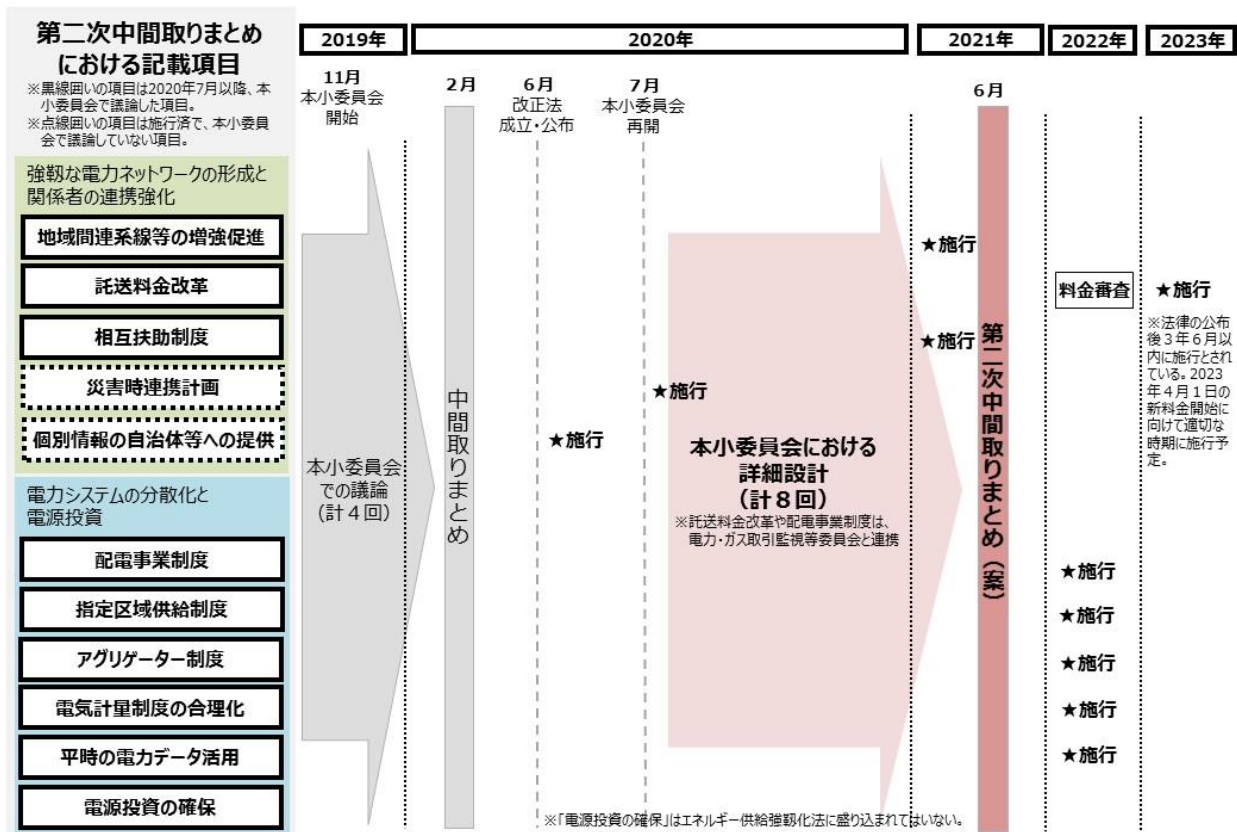 第二次中間取りまとめ
における記載項目
※黒線囲いの項目は2020年7月以降、本
小委員会で議論した項目。
※点線囲いの項目は施行済で、本小委員
会で議論していない項目。
2019年
2020年
2021年
2022年
2023年
11月
本小委員会
開始
2月
6月
改正法
成立・公布
7月
本小委員会
再開
6月
強靱な電力ネットワークの形成と
関係者の連携強化
地域間連系線等の増強促進
★施行
託送料金改革
料金審査
★施行
※法律の公布
後3年6月以
内に施行とさ
れている。2023
年4月1日の
新料金開始に
向けて適切な
時期に施行予
定。
相互扶助制度
★施行
災害時連携計画
★施行
個別情報の自治体等への提供
★施行
本小委員会
での議論
（計4回）
中間取りまとめ
本小委員会における
詳細設計
（計8回）
※託送料金改革や配電事業制度は、
電力・ガス取引監視等委員会と連携
第二次中間取りまとめ（案）
電力システムの分散化と
電源投資
配電事業制度
★施行
指定区域供給制度
★施行
アグリゲーター制度
★施行
電気計量制度の合理化
★施行
平時の電力データ活用
★施行
電源投資の確保
※「電源投資の確保」はエネルギー供給強靱化法に盛り込まれてはいない。